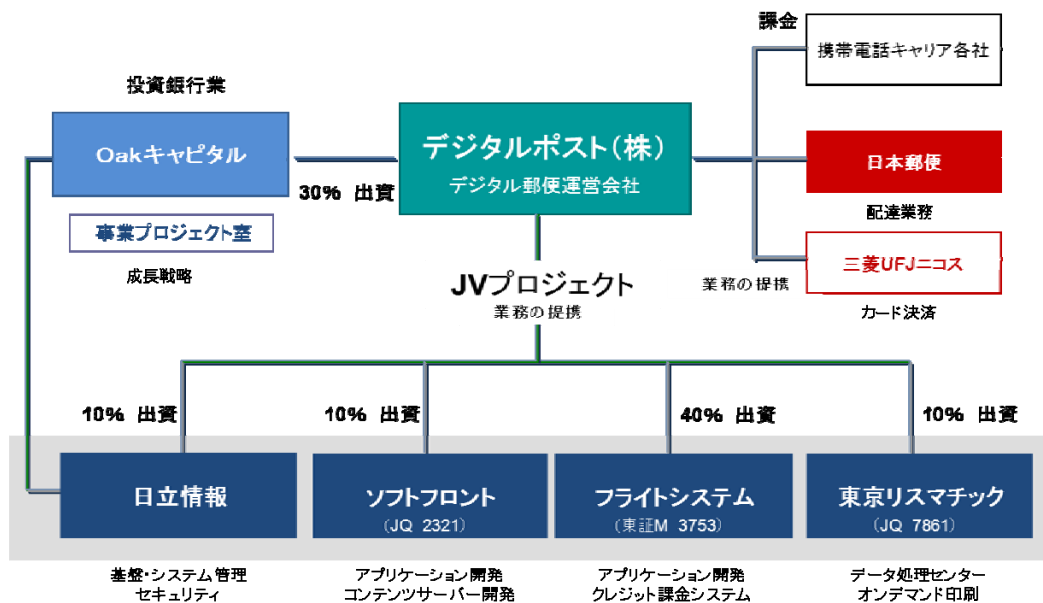 課金
携帯電話キャリア各社
投資銀行業
Oakキャピタル
30% 出資
デジタルポスト(株)
デジタル郵便運営会社
日本郵便
配達業務
事業プロジェクト室
成長戦略
JVプロジェクト
業務の提携
業務の提携
三菱UFJニコス
カード決済
10% 出資
10% 出資
40% 出資
10% 出資
日立情報
ソフトフロント
(JQ 2321)
フライトシステム
(東証M 3753)
東京リスマチック
(JQ 7861)
基盤・システム管理
セキュリティ
アプリケーション開発
コンテンツサーバー開発
アプリケーション開発
クレジット課金システム
データ処理センター
オンデマンド印刷